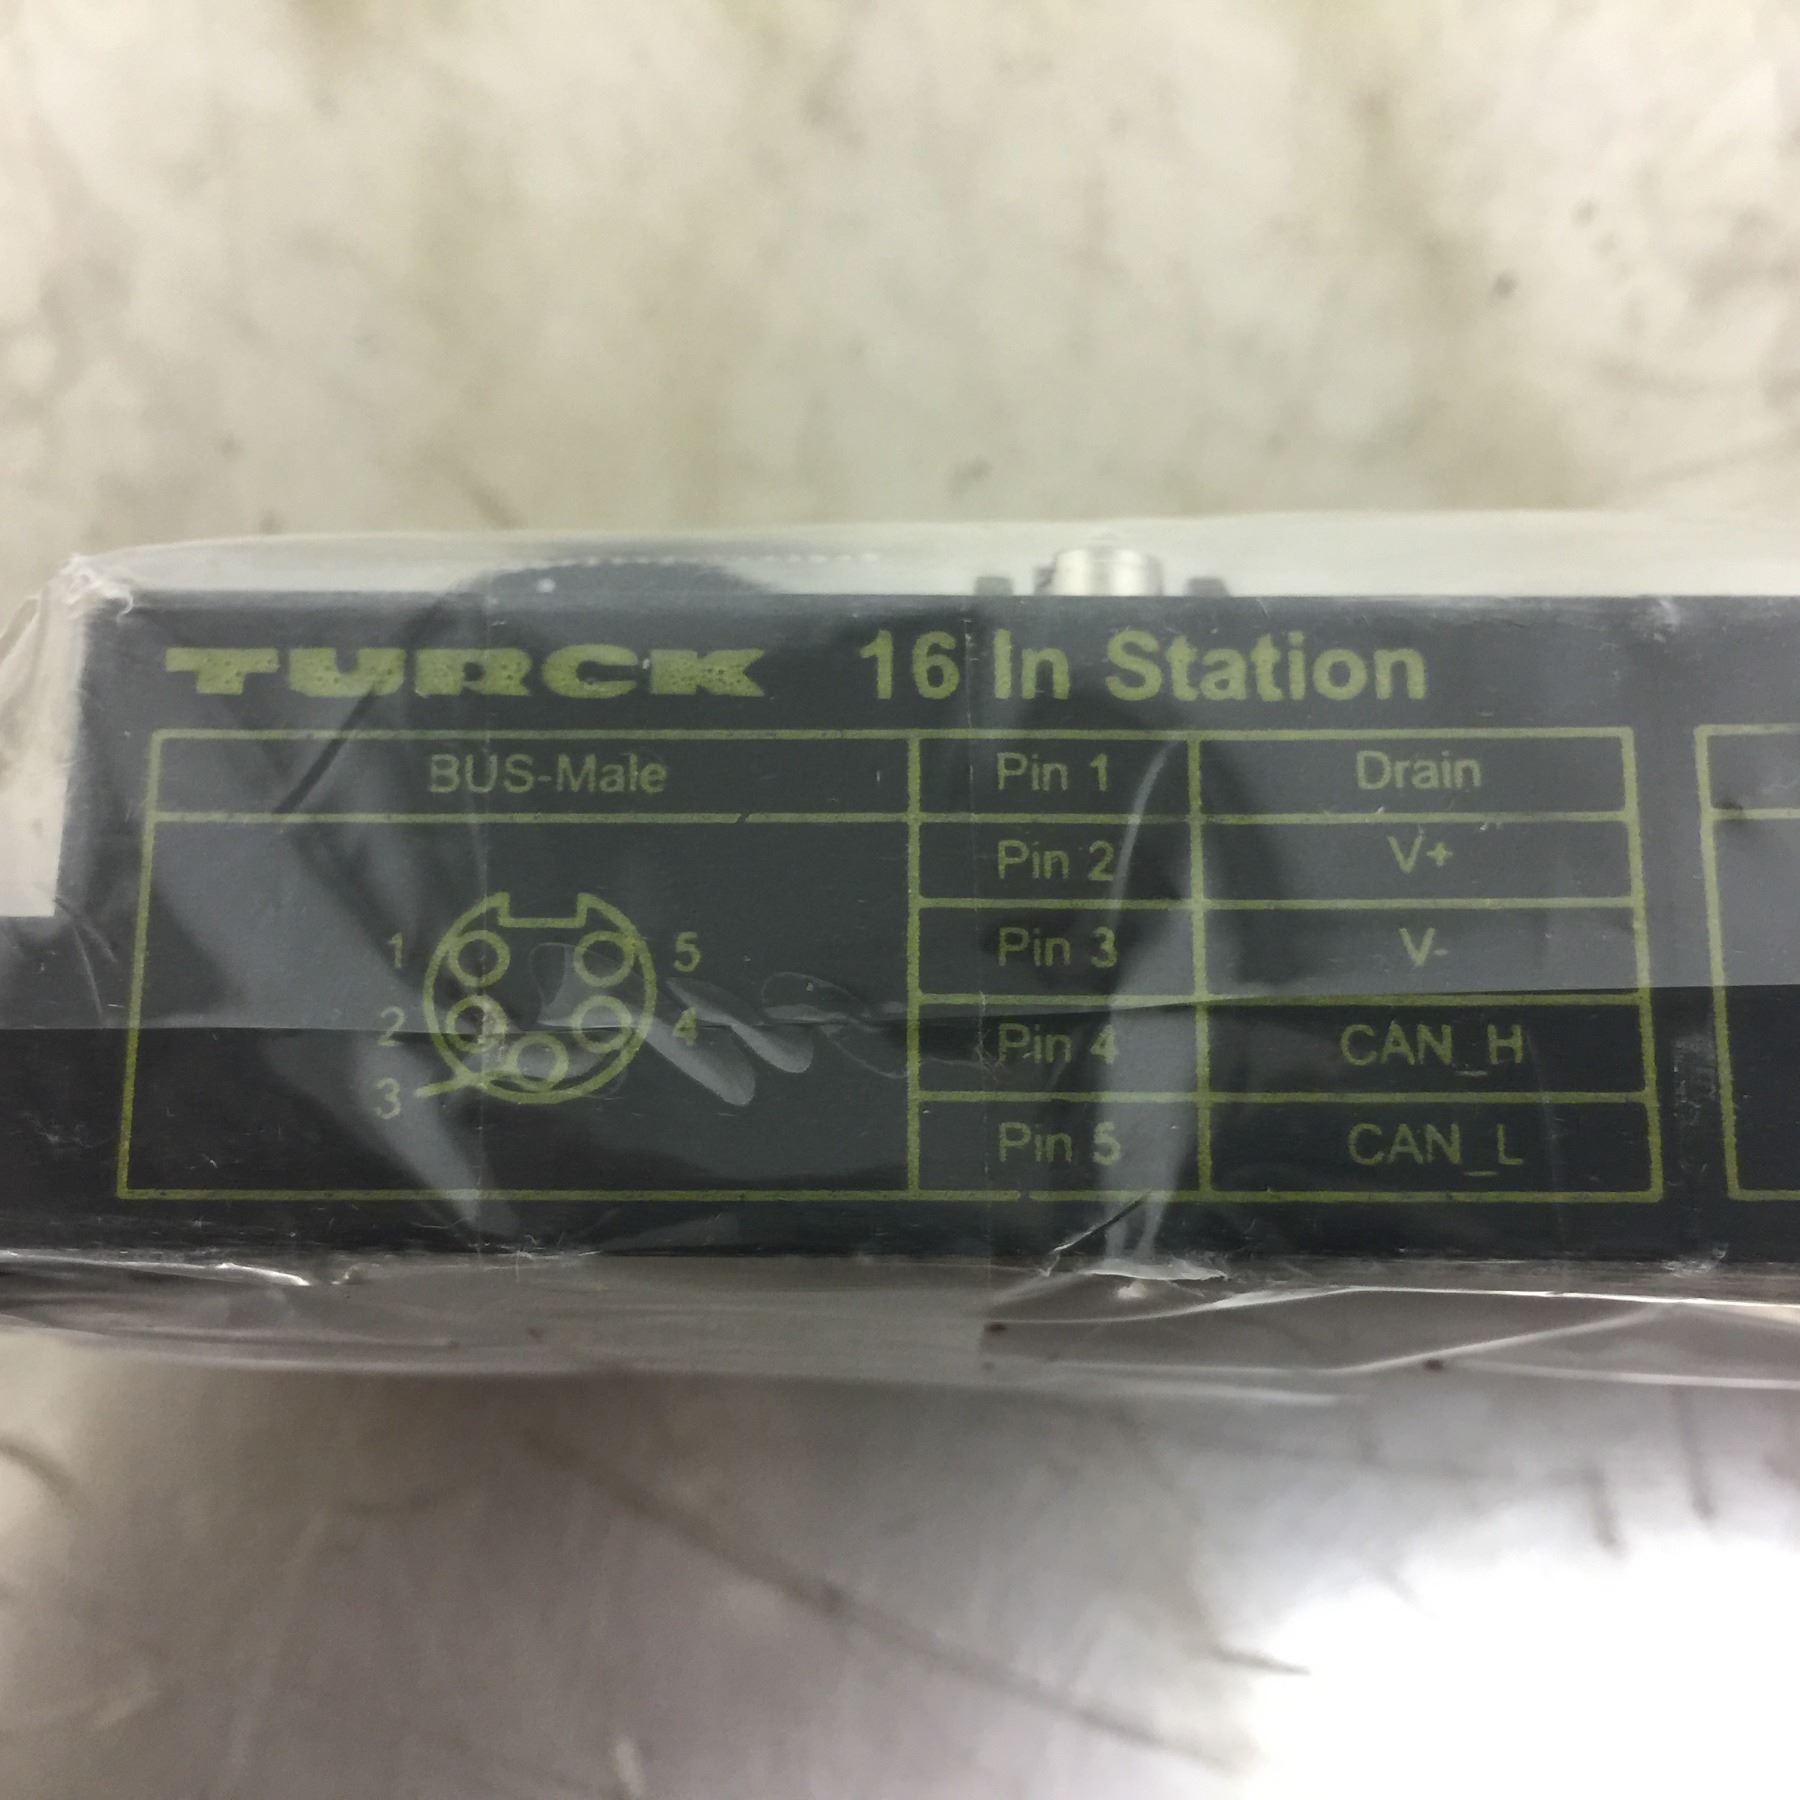 TURCK 16 In Station
BUS-Male Pin 1 Drain
Pin 2 V+
1 5 Pin 3 V-
2 4 Pin 4 CAN_H
3
Pin 5 CAN_L